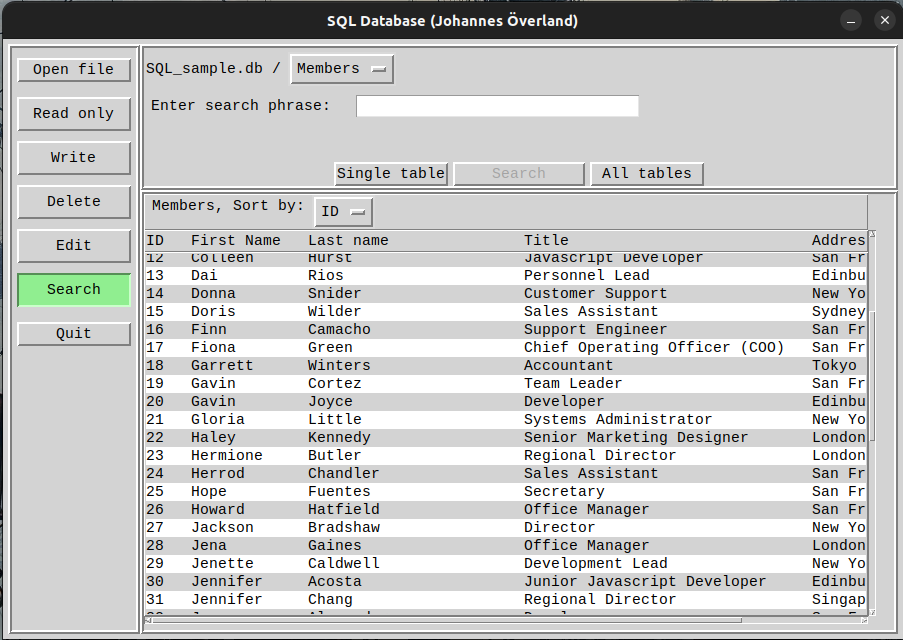 SQL Database (Johannes Överland)
Open file
Read only
Write
Delete
Edit
Search
Quit
SQL_sample.db / Members
Enter search phrase:
Single table Search All tables
Members, Sort by: ID
ID First Name Last name Title Addres
12 Colleen Hurst Javascript Developer San Fr
13 Dai Rios Personnel Lead Edinbu
14 Donna Snider Customer Support New Yo
15 Doris Wilder Sales Assistant Sydney
16 Finn Camacho Support Engineer San Fr
17 Fiona Green Chief Operating Officer (COO) San Fr
18 Garrett Winters Accountant Tokyo
19 Gavin Cortez Team Leader San Fr
20 Gavin Joyce Developer Edinbu
21 Gloria Little Systems Administrator New Yo
22 Haley Kennedy Senior Marketing Designer London
23 Hermione Butler Regional Director London
24 Herrod Chandler Sales Assistant San Fr
25 Hope Fuentes Secretary San Fr
26 Howard Hatfield Office Manager San Fr
27 Jackson Bradshaw Director New Yo
28 Jena Gaines Office Manager London
29 Jenette Caldwell Development Lead New Yo
30 Jennifer Acosta Junior Javascript Developer Edinbu
31 Jennifer Chang Regional Director Singap